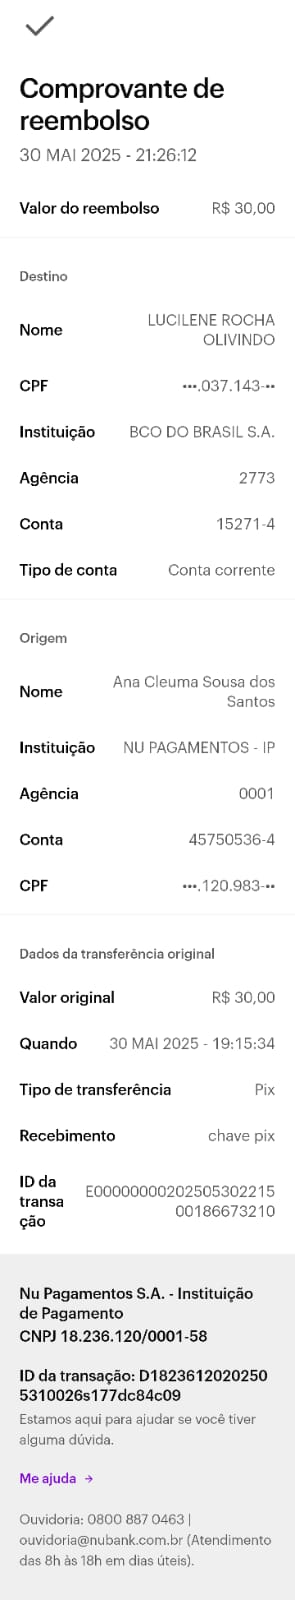 Comprovante de
reembolso
30 MAI 2025 - 21:26:12
Valor do reembolso R$ 30,00
Destino
Nome LUCILENE ROCHA
OLIVINDO
CPF •••.037.143-••
Instituição BCO DO BRASIL S.A.
Agência 2773
Conta 15271-4
Tipo de conta Conta corrente
Origem
Nome Ana Cleuma Sousa dos
Santos
Instituição NU PAGAMENTOS - IP
Agência 0001
Conta 45750536-4
CPF •••.120.983-••
Dados da transferência original
Valor original R$ 30,00
Quando 30 MAI 2025 - 19:15:34
Tipo de transferência Pix
Recebimento chave pix
ID da
transa
ção
E00000000202505302215
00186673210
Nu Pagamentos S.A. - Instituição
de Pagamento
CNPJ 18.236.120/0001-58
ID da transação: D1823612020250
5310026s177dc84c09
Estamos aqui para ajudar se você tiver
alguma dúvida.
Me ajuda →
Ouvidoria: 0800 887 0463 |
ouvidoria@nubank.com.br (Atendimento
das 8h às 18h em dias úteis).